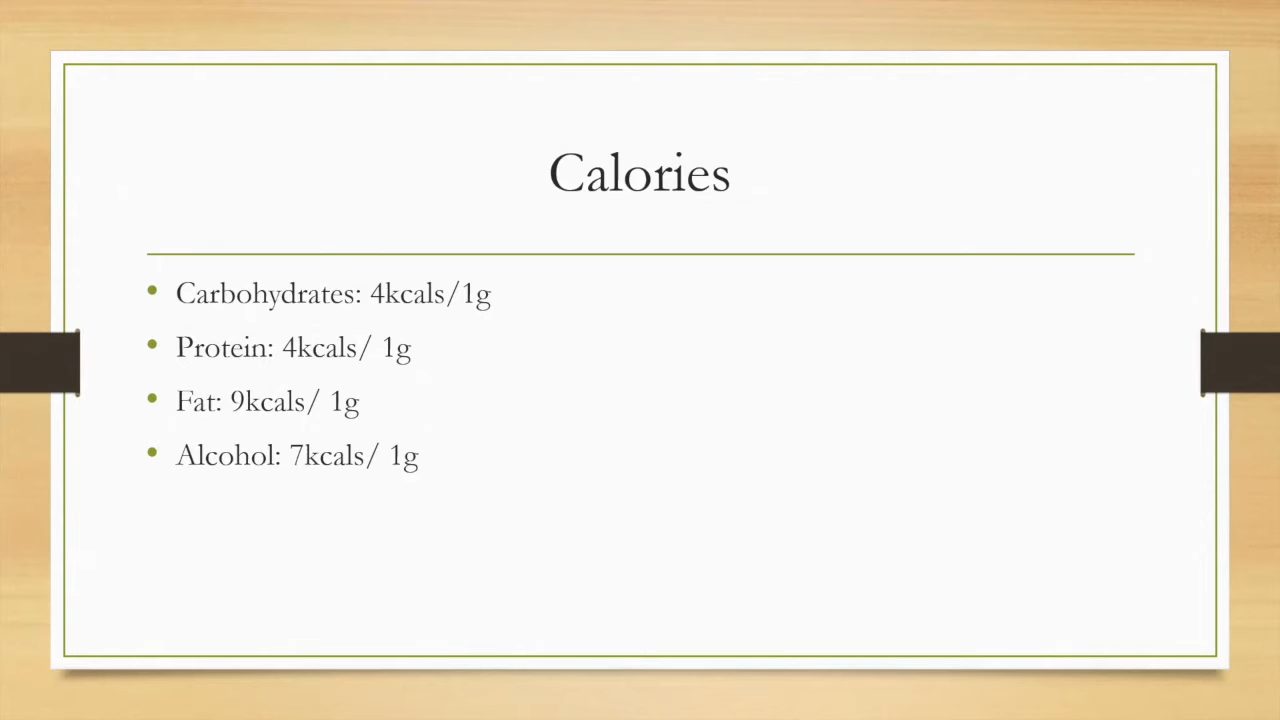 Calories
• Carbohydrates: 4kcals/1g
• Protein: 4kcals/ 1g
• Fat: 9kcals/ 1g
• Alcohol: 7kcals/ 1g